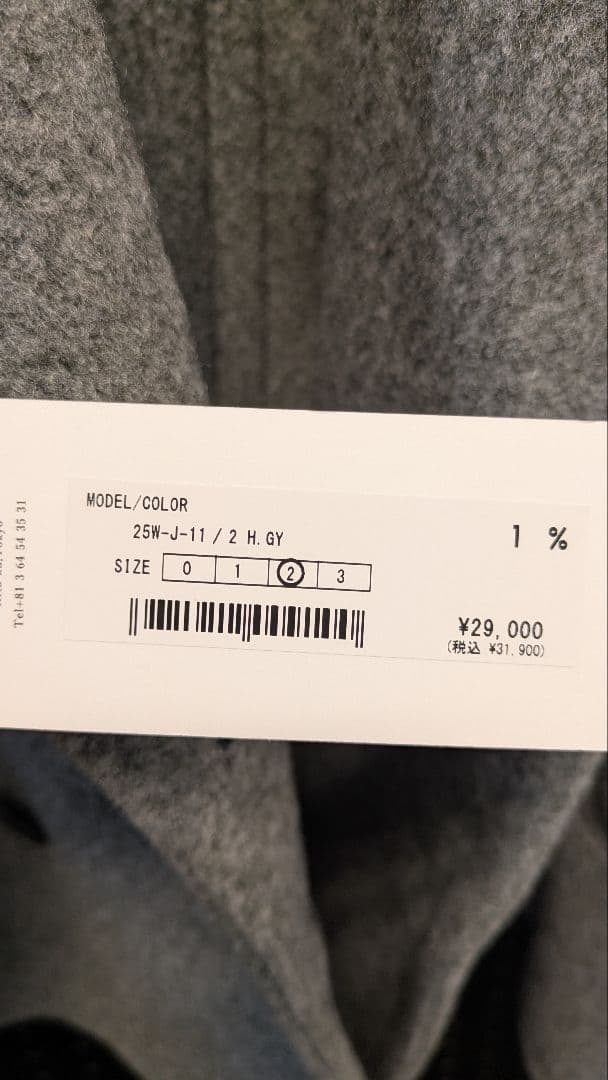 MODEL/COLOR
25W-J-11 / 2 H.GY
1 %
SIZE 0 1 2 3
¥29,000
(税込 ¥31,900)
Tel+81 3 64 54 35 31